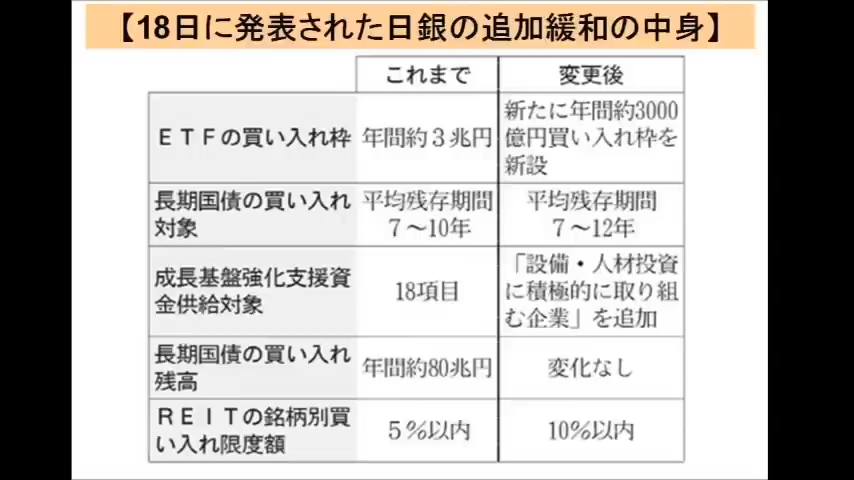 【18日に発表された日銀の追加緩和の中身】
これまで
変更後
ＥＴＦの買い入れ枠
年間約３兆円
新たに年間約3000
億円買い入れ枠を
新設
長期国債の買い入れ
対象
平均残存期間
７～10年
平均残存期間
７～12年
成長基盤強化支援資
金供給対象
18項目
「設備・人材投資
に積極的に取り組
む企業」を追加
長期国債の買い入れ
残高
年間約80兆円
変化なし
ＲＥＩＴの銘柄別買
い入れ限度額
５％以内
10％以内